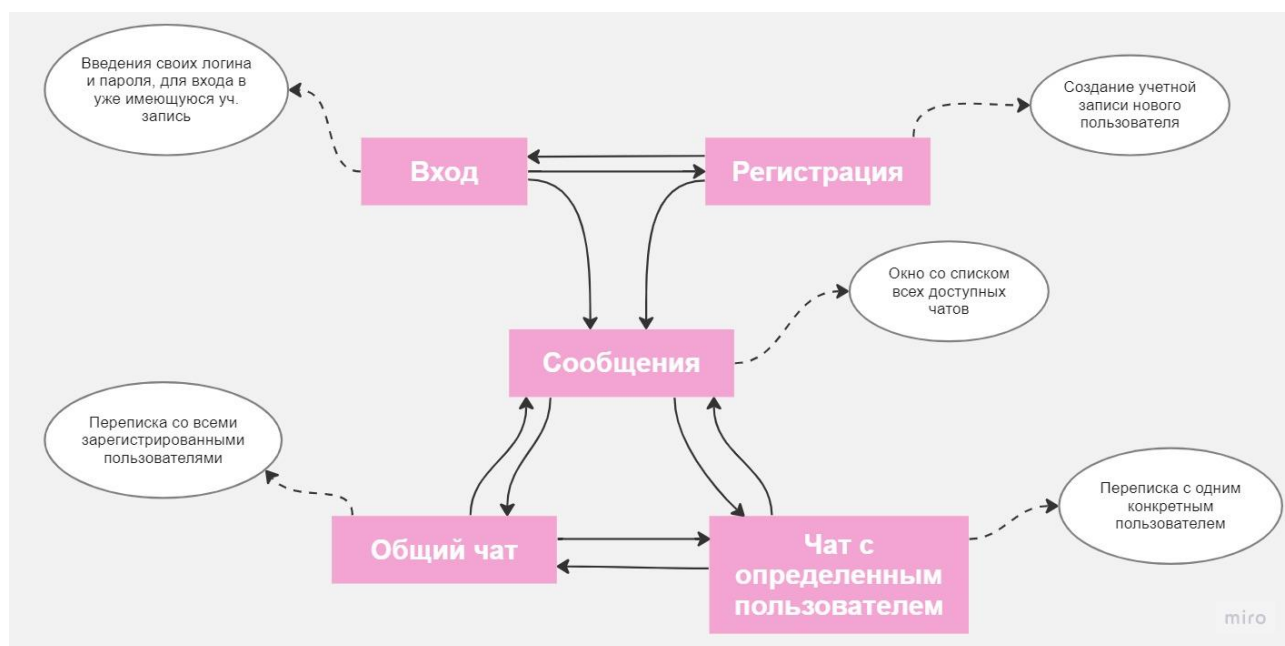 Введения своих логина
и пароля, для входа в
уже имеющуюся уч.
запись
Создание учетной
записи нового
пользователя
Вход
Регистрация
Окно со списком
всех доступных
чатов
Сообщения
Переписка со всеми
зарегистрированными
пользователями
Переписка с одним
конкретным
пользователем
Общий чат
Чат с
определенным
пользователем
miro